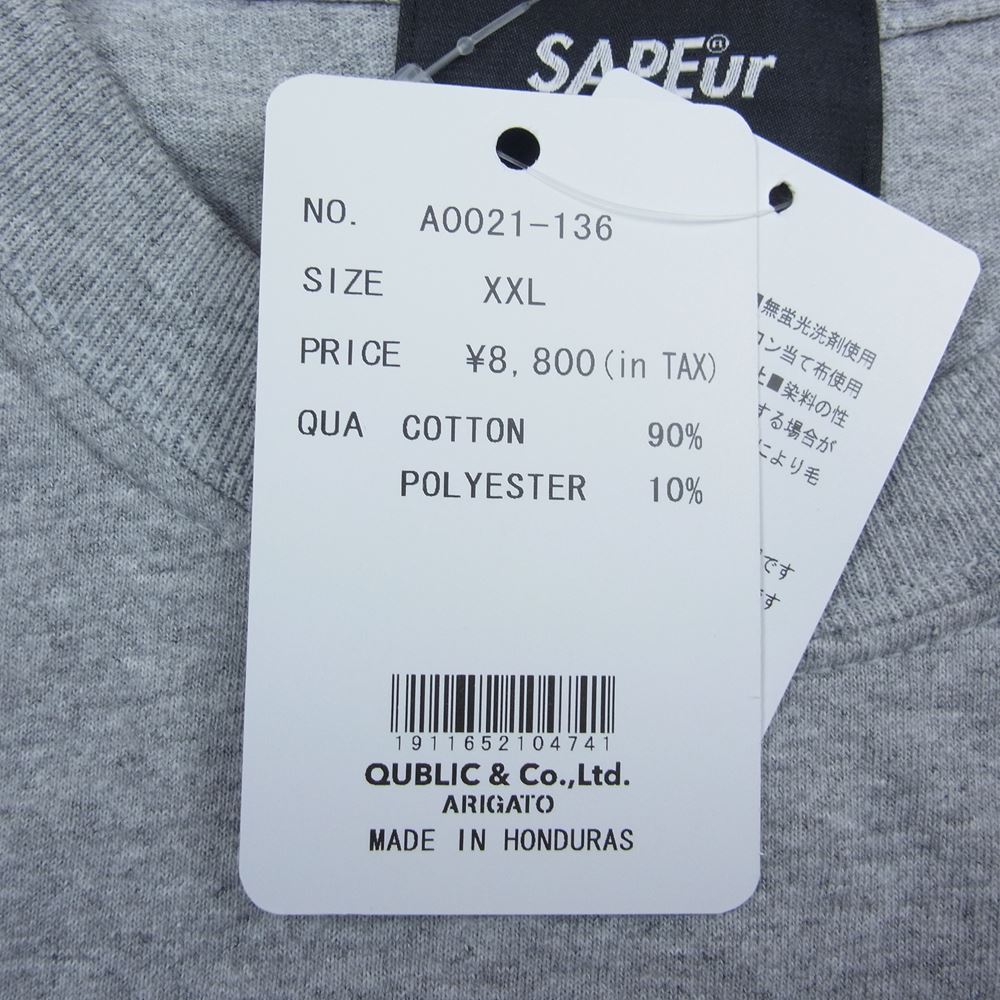 SAPEur®
NO. A0021-136
SIZE XXL
PRICE ¥8,800(in TAX)
QUA COTTON 90%
POLYESTER 10%
1911652104741
QUBLIC & Co.,Ltd.
ARIGATO
MADE IN HONDURAS
■無蛍光洗剤使用
ン当て布使用
■染料の性
する場合が
により毛
です
す